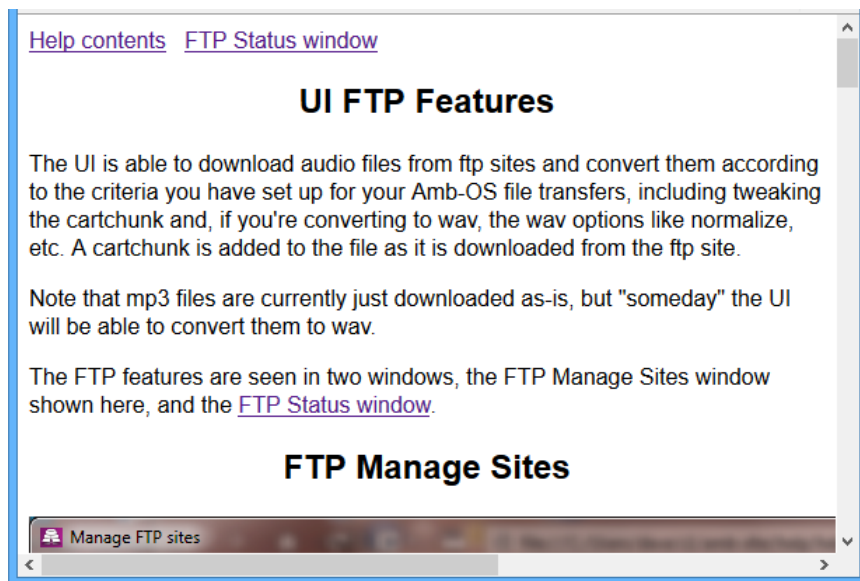 Help contents FTP Status window
UI FTP Features
The UI is able to download audio files from ftp sites and convert them according
to the criteria you have set up for your Amb-OS file transfers, including tweaking
the cartchunk and, if you're converting to wav, the wav options like normalize,
etc. A cartchunk is added to the file as it is downloaded from the ftp site.
Note that mp3 files are currently just downloaded as-is, but "someday" the UI
will be able to convert them to wav.
The FTP features are seen in two windows, the FTP Manage Sites window
shown here, and the FTP Status window.
FTP Manage Sites
Manage FTP sites